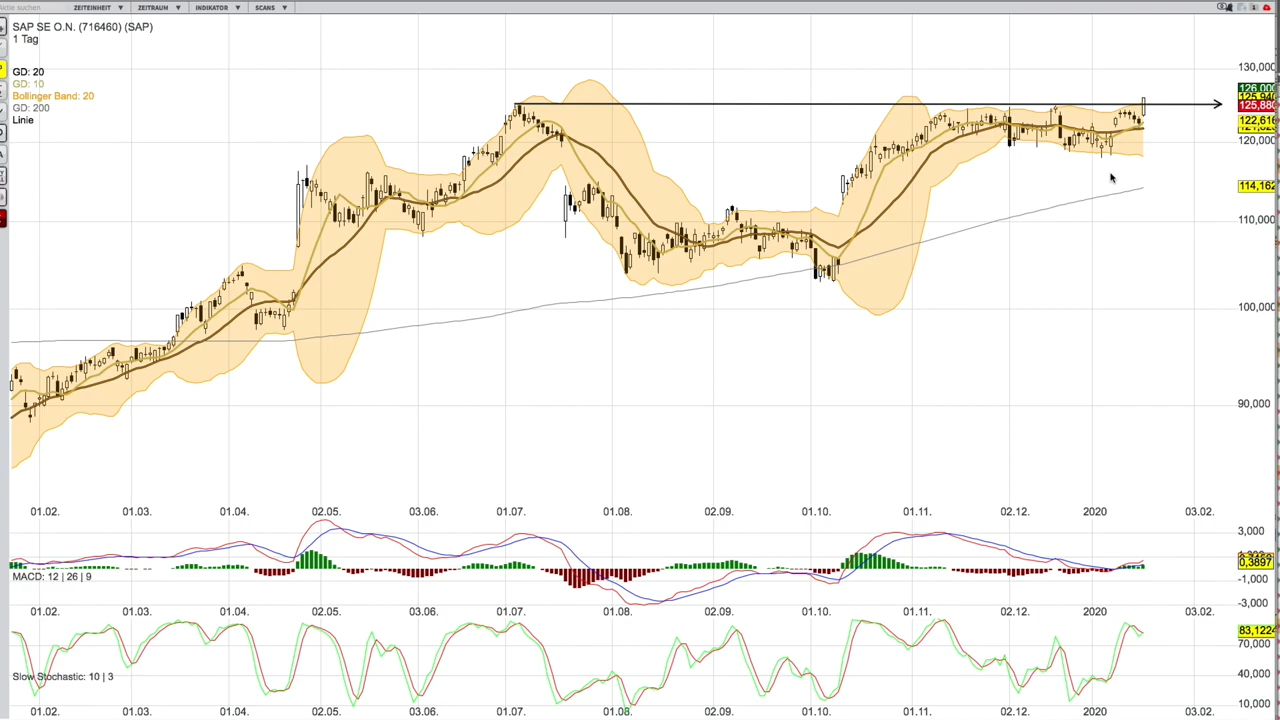 Aktie suchen ZEITEINHEIT ▼ ZEITRAUM ▼ INDIKATOR ▼ SCANS ▼
SAP SE O.N. (716460) (SAP)
1 Tag
GD: 20
GD: 10
Bollinger Band: 20
GD: 200
Linie
130,000
126,000
125,880
122,616
120,000
114,162
110,000
100,000
90,000
01.02. 01.03. 01.04. 02.05. 03.06. 01.07. 01.08. 02.09. 01.10. 01.11. 02.12. 2020 03.02.
3,000
0,3897
-1,000
-3,000
MACD: 12 | 26 | 9
01.02. 01.03. 01.04. 02.05. 03.06. 01.07. 01.08. 02.09. 01.10. 01.11. 02.12. 2020 03.02.
83,1224
70,000
40,000
10,000
Slow Stochastic: 10 | 3
01.02. 01.03. 01.04. 02.05. 03.06. 01.07. 01.08. 02.09. 01.10. 01.11. 02.12. 2020 03.02.